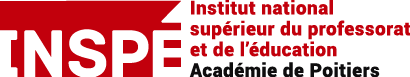 INSPÉ
Institut national
supérieur du professorat
et de l'éducation
Académie de Poitiers